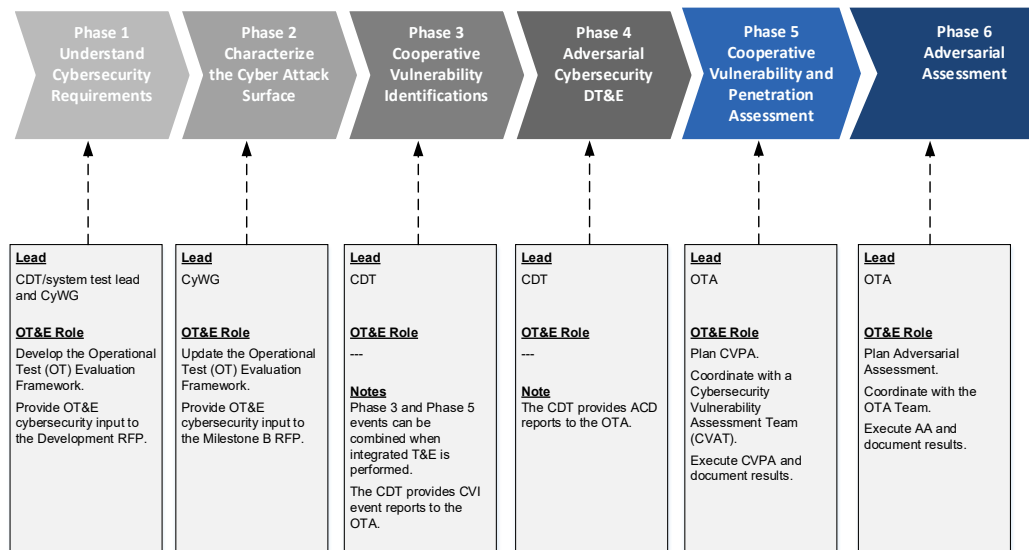 Phase 1
Understand
Cybersecurity
Requirements
Phase 2
Characterize
the Cyber Attack
Surface
Phase 3
Cooperative
Vulnerability
Identifications
Phase 4
Adversarial
Cybersecurity
DT&E
Phase 5
Cooperative
Vulnerability and
Penetration
Assessment
Phase 6
Adversarial
Assessment
Lead
CDT/system test lead
and CyWG
OT&E Role
Develop the Operational
Test (OT) Evaluation
Framework.
Provide OT&E
cybersecurity input to
the Development RFP.
Lead
CyWG
OT&E Role
Update the Operational
Test (OT) Evaluation
Framework.
Provide OT&E
cybersecurity input to
the Milestone B RFP.
Lead
CDT
OT&E Role
---
Notes
Phase 3 and Phase 5
events can be
combined when
integrated T&E is
performed.
The CDT provides CVI
event reports to the
OTA.
Lead
CDT
OT&E Role
---
Note
The CDT provides ACD
reports to the OTA.
Lead
OTA
OT&E Role
Plan CVPA.
Coordinate with a
Cybersecurity
Vulnerability
Assessment Team
(CVAT).
Execute CVPA and
document results.
Lead
OTA
OT&E Role
Plan Adversarial
Assessment.
Coordinate with the
OTA Team.
Execute AA and
document results.